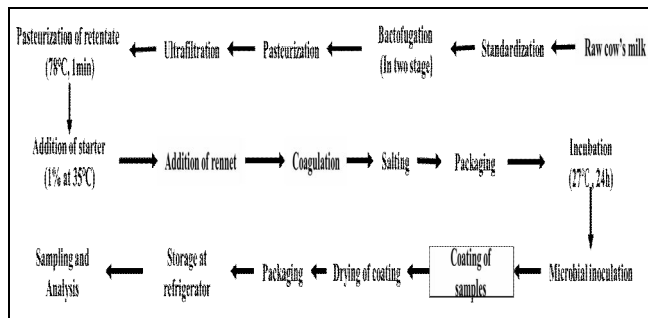 Pasteurization of retentate
(78°C, 1min)
Ultrafiltration
Pasteurization
Bactofugation
(In two stage)
Standardization
Raw cow's milk
Addition of starter
(1% at 35°C)
Addition of rennet
Coagulation
Salting
Packaging
Incubation
(27°C, 24h)
Sampling and
Analysis
Storage at
refrigerator
Packaging
Drying of coating
Coating of
samples
Microbial inoculation